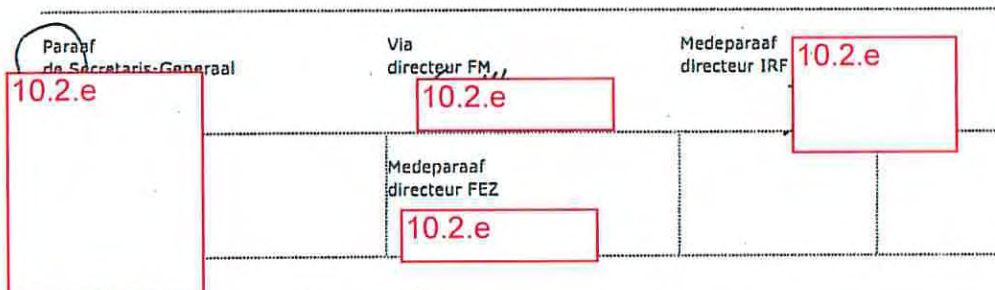 Paraaf
de Secretaris-Generaal
10.2.e
Via
directeur FM
10.2.e
Medeparaaf
directeur IRF
10.2.e
Medeparaaf
directeur FEZ
10.2.e